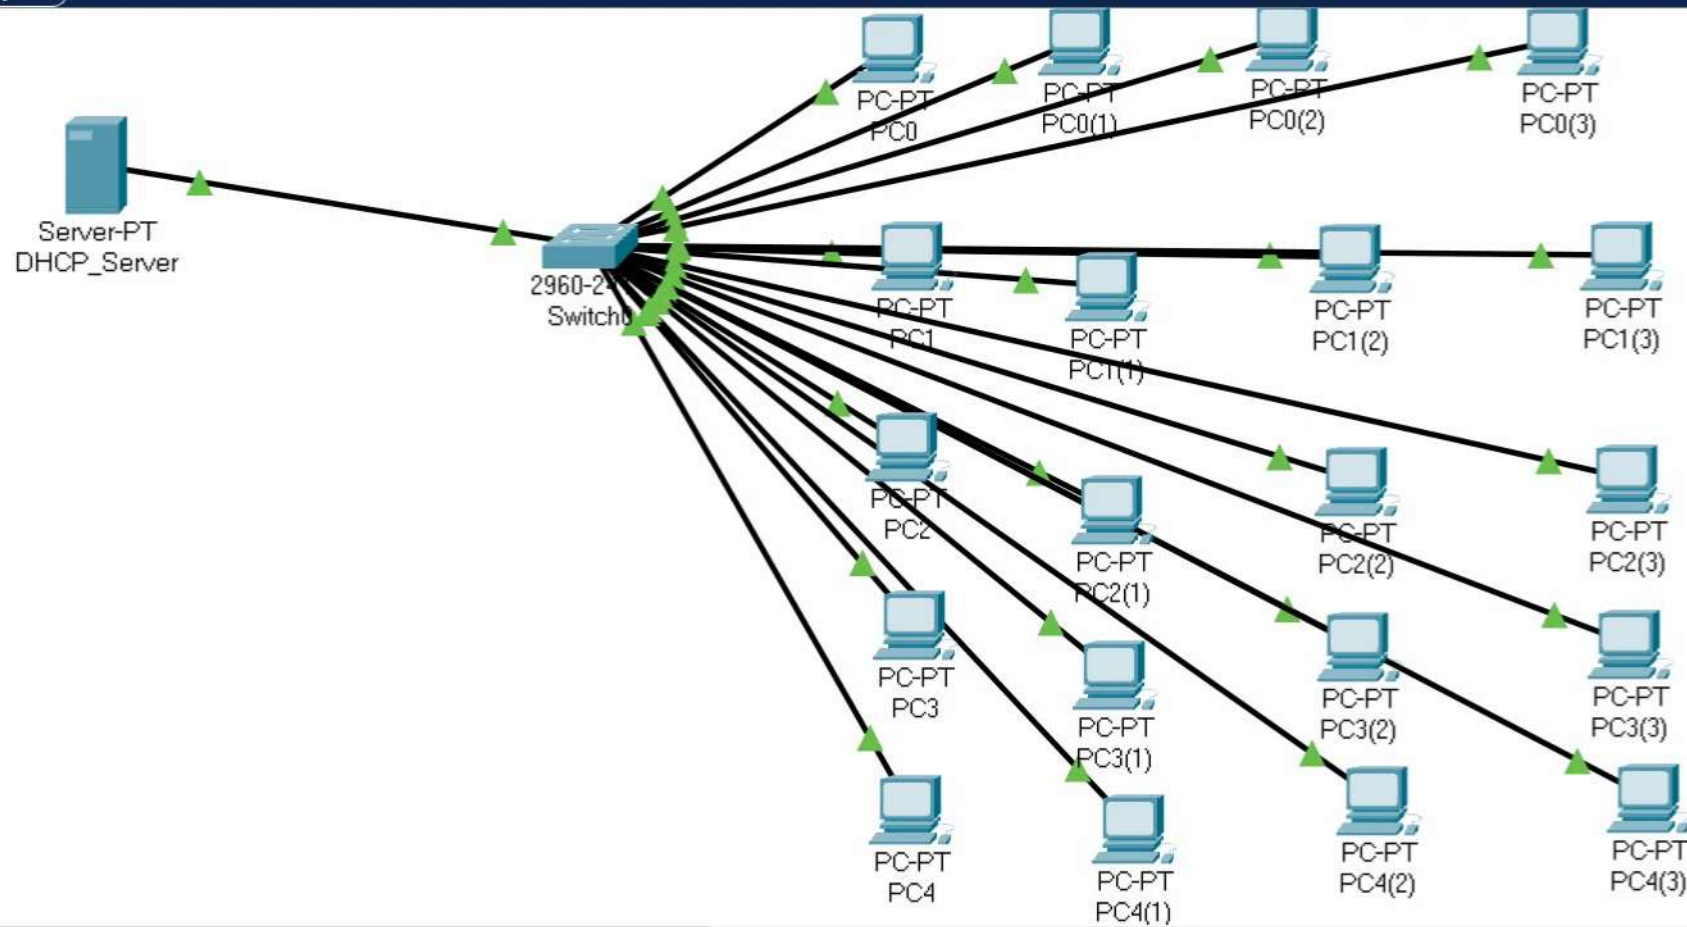 PC-PT
PC0
PC-PT
PC0(1)
PC-PT
PC0(2)
PC-PT
PC0(3)
Server-PT
DHCP_Server
2960-2
Switch0
PC-PT
PC1
PC-PT
PC1(1)
PC-PT
PC1(2)
PC-PT
PC1(3)
PC-PT
PC2
PC-PT
PC2(1)
PC-PT
PC2(2)
PC-PT
PC2(3)
PC-PT
PC3
PC-PT
PC3(1)
PC-PT
PC3(2)
PC-PT
PC3(3)
PC-PT
PC4
PC-PT
PC4(1)
PC-PT
PC4(2)
PC-PT
PC4(3)